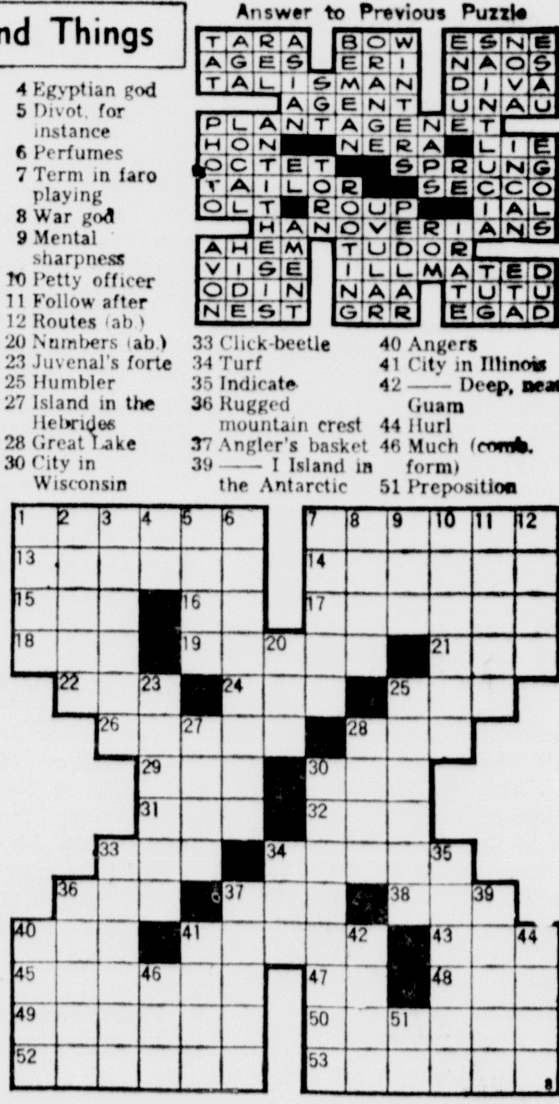 nd Things
4 Egyptian god
5 Divot, for
instance
6 Perfumes
7 Term in faro
playing
8 War god
9 Mental
sharpness
10 Petty officer
11 Follow after
12 Routes (ab.)
20 Numbers (ab.)
23 Juvenal's forte
25 Humbler
27 Island in the
Hebrides
28 Great Lake
30 City in
Wisconsin
Answer to Previous Puzzle
TARA BOW ESNE
AGES ERI NAOS
TALISMAN DIVA
AGENT UNAU
PLANTAGENET
HON NERA LIE
OCTET SPRUNG
TAILOR SECCO
OLT ROUP IAL
HANOVERIANS
AHEM TUDOR
VISE ILLMATED
ODIN NAA TUTU
NEST GRR EGAD
33 Click-beetle
34 Turf
35 Indicate
36 Rugged
mountain crest
37 Angler's basket
39 —— I Island in
the Antarctic
40 Angers
41 City in Illinois
42 —— Deep, near
Guam
44 Hurl
46 Much (comb.
form)
51 Preposition
1 2 3 4 5 6 7 8 9 10 11 12
13 14
15 16 17
18 19 20 21
22 23 24 25
26 27 28
29 30
31 32
33 34 35
36 37 38 39
40 41 42 43 44
45 46 47 48
49 50 51
52 53
8